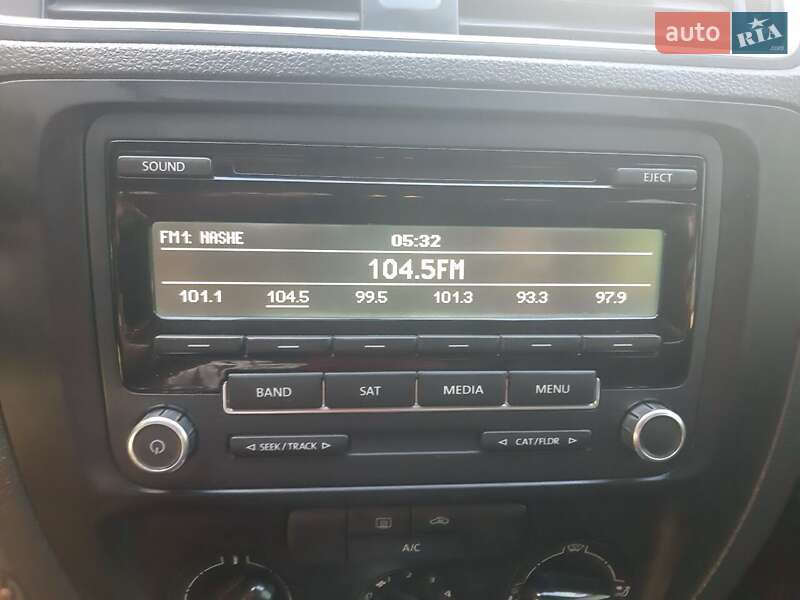 auto RIA
.com
SOUND
EJECT
FM1: HASHE 05:32
104.5FM
101.1 104.5 99.5 101.3 93.3 97.9
BAND SAT MEDIA MENU
SEEK/TRACK CAT/FLDR
A/C